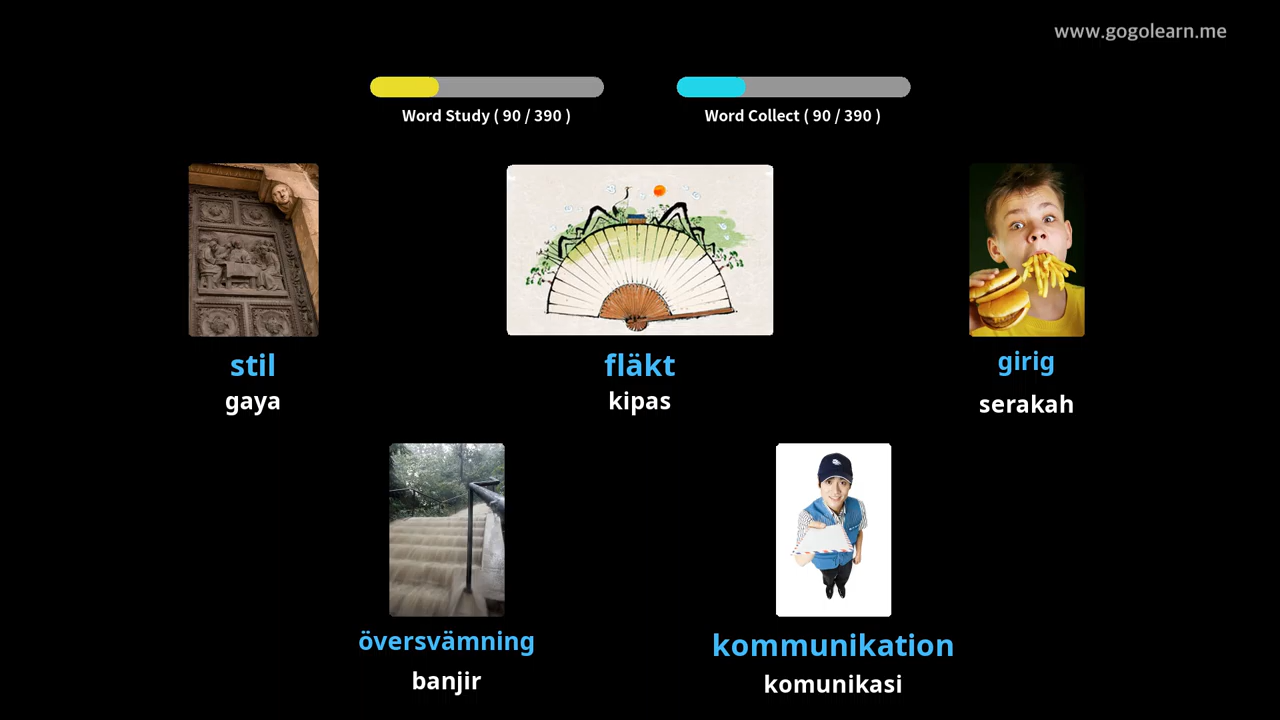 www.gogolearn.me
Word Study ( 90 / 390 )
Word Collect ( 90 / 390 )
stil
gaya
fläkt
kipas
girig
serakah
översvämning
banjir
kommunikation
komunikasi